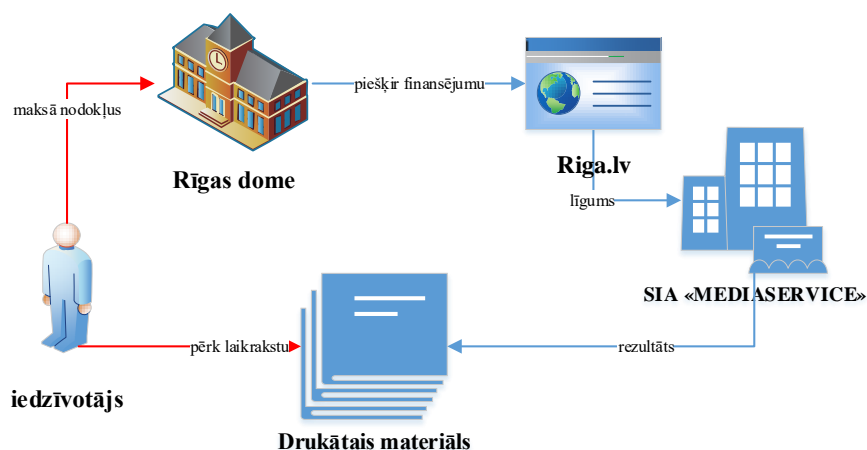 piešķir finansējumu
maksā nodokļus
Rīgas dome
Riga.lv
līgums
SIA «MEDIASERVICE»
pērk laikrakstu
rezultāts
iedzīvotājs
Drukātais materiāls